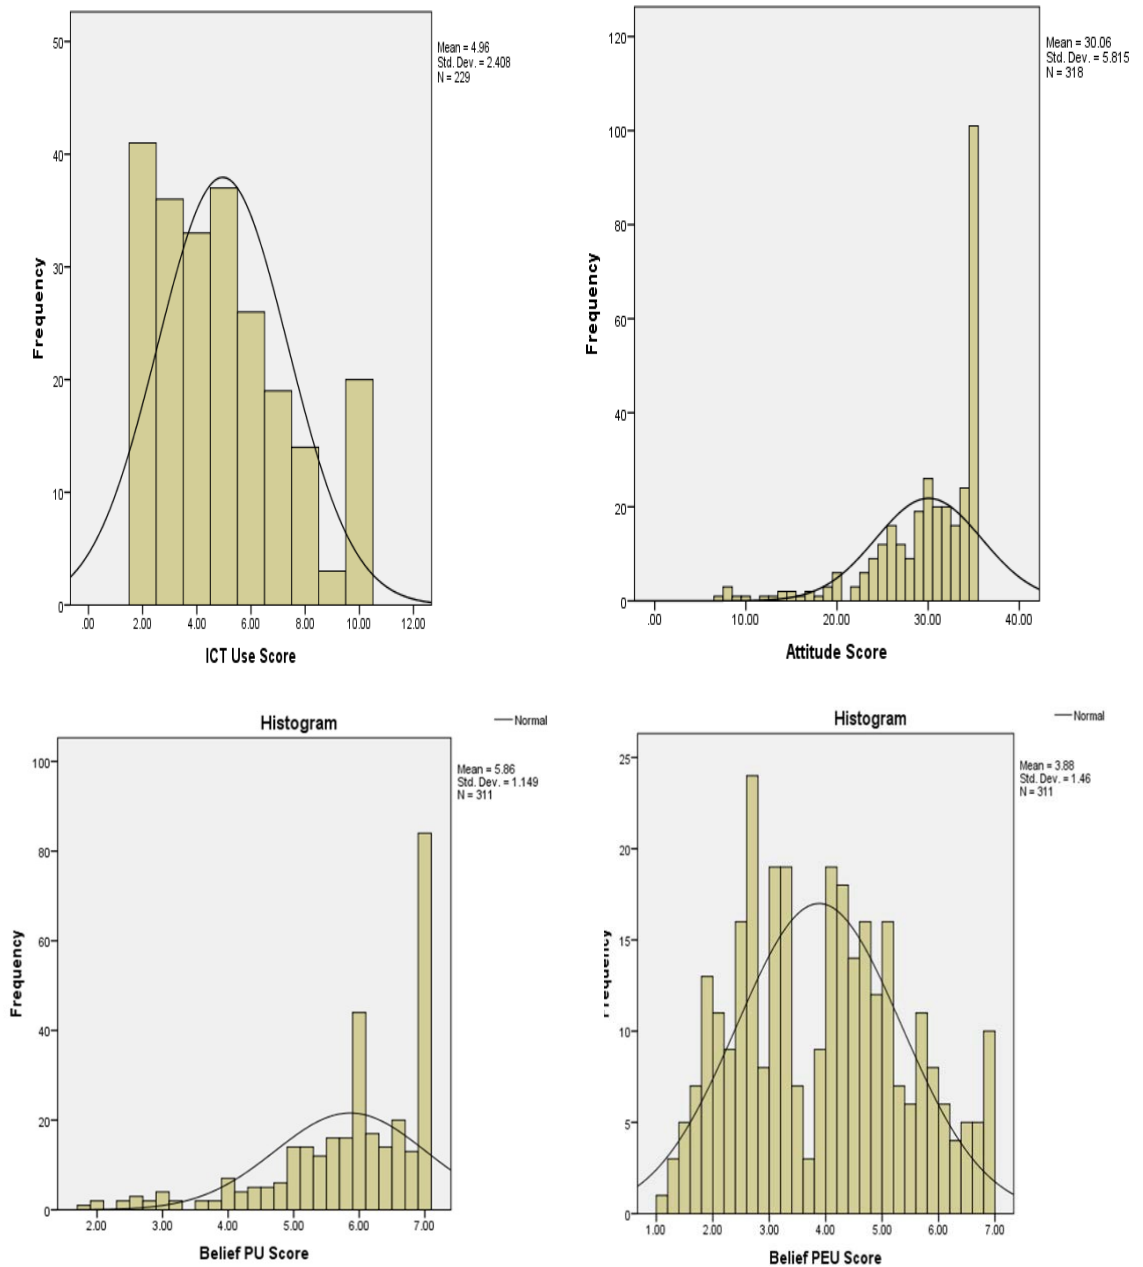 Mean = 4.96
Std. Dev. = 2.408
N = 229
50
40
30
20
10
0
Frequency
.00 2.00 4.00 6.00 8.00 10.00 12.00
ICT Use Score
Mean = 30.06
Std. Dev. = 5.815
N = 318
120
100
80
60
40
20
0
Frequency
.00 10.00 20.00 30.00 40.00
Attitude Score
Histogram
Normal
Mean = 5.86
Std. Dev. = 1.149
N = 311
100
80
60
40
20
0
Frequency
2.00 3.00 4.00 5.00 6.00 7.00
Belief PU Score
Histogram
Normal
Mean = 3.88
Std. Dev. = 1.46
N = 311
25
20
15
10
5
0
Frequency
1.00 2.00 3.00 4.00 5.00 6.00 7.00
Belief PEU Score